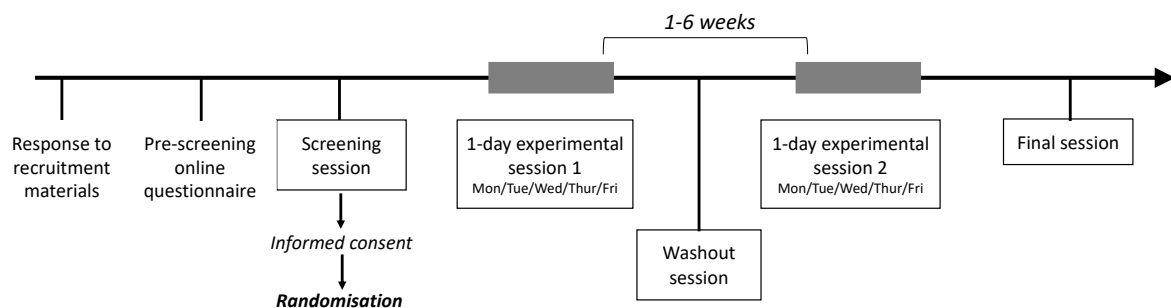 1-6 weeks
Response to
recruitment
materials
Pre-screening
online
questionnaire
Screening
session
Informed consent
Randomisation
1-day experimental
session 1
Mon/Tue/Wed/Thur/Fri
Washout
session
1-day experimental
session 2
Mon/Tue/Wed/Thur/Fri
Final session